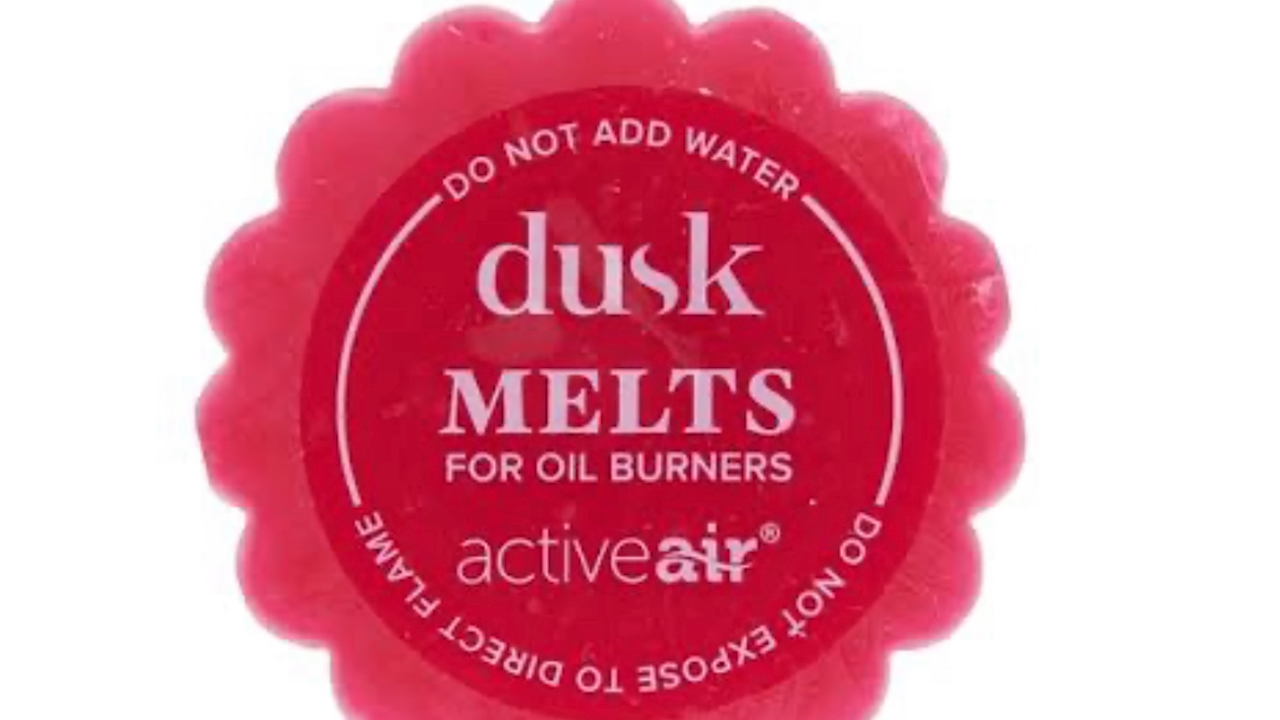 DO NOT ADD WATER
dusk
MELTS
FOR OIL BURNERS
activeair®
DO NOT EXPOSE TO DIRECT FLAME